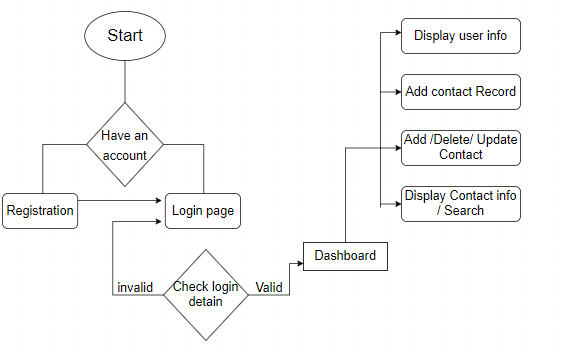 Start
Have an
account
Registration
Login page
Check login
detain
invalid
Valid
Dashboard
Display user info
Add contact Record
Add /Delete/ Update
Contact
Display Contact info
/ Search